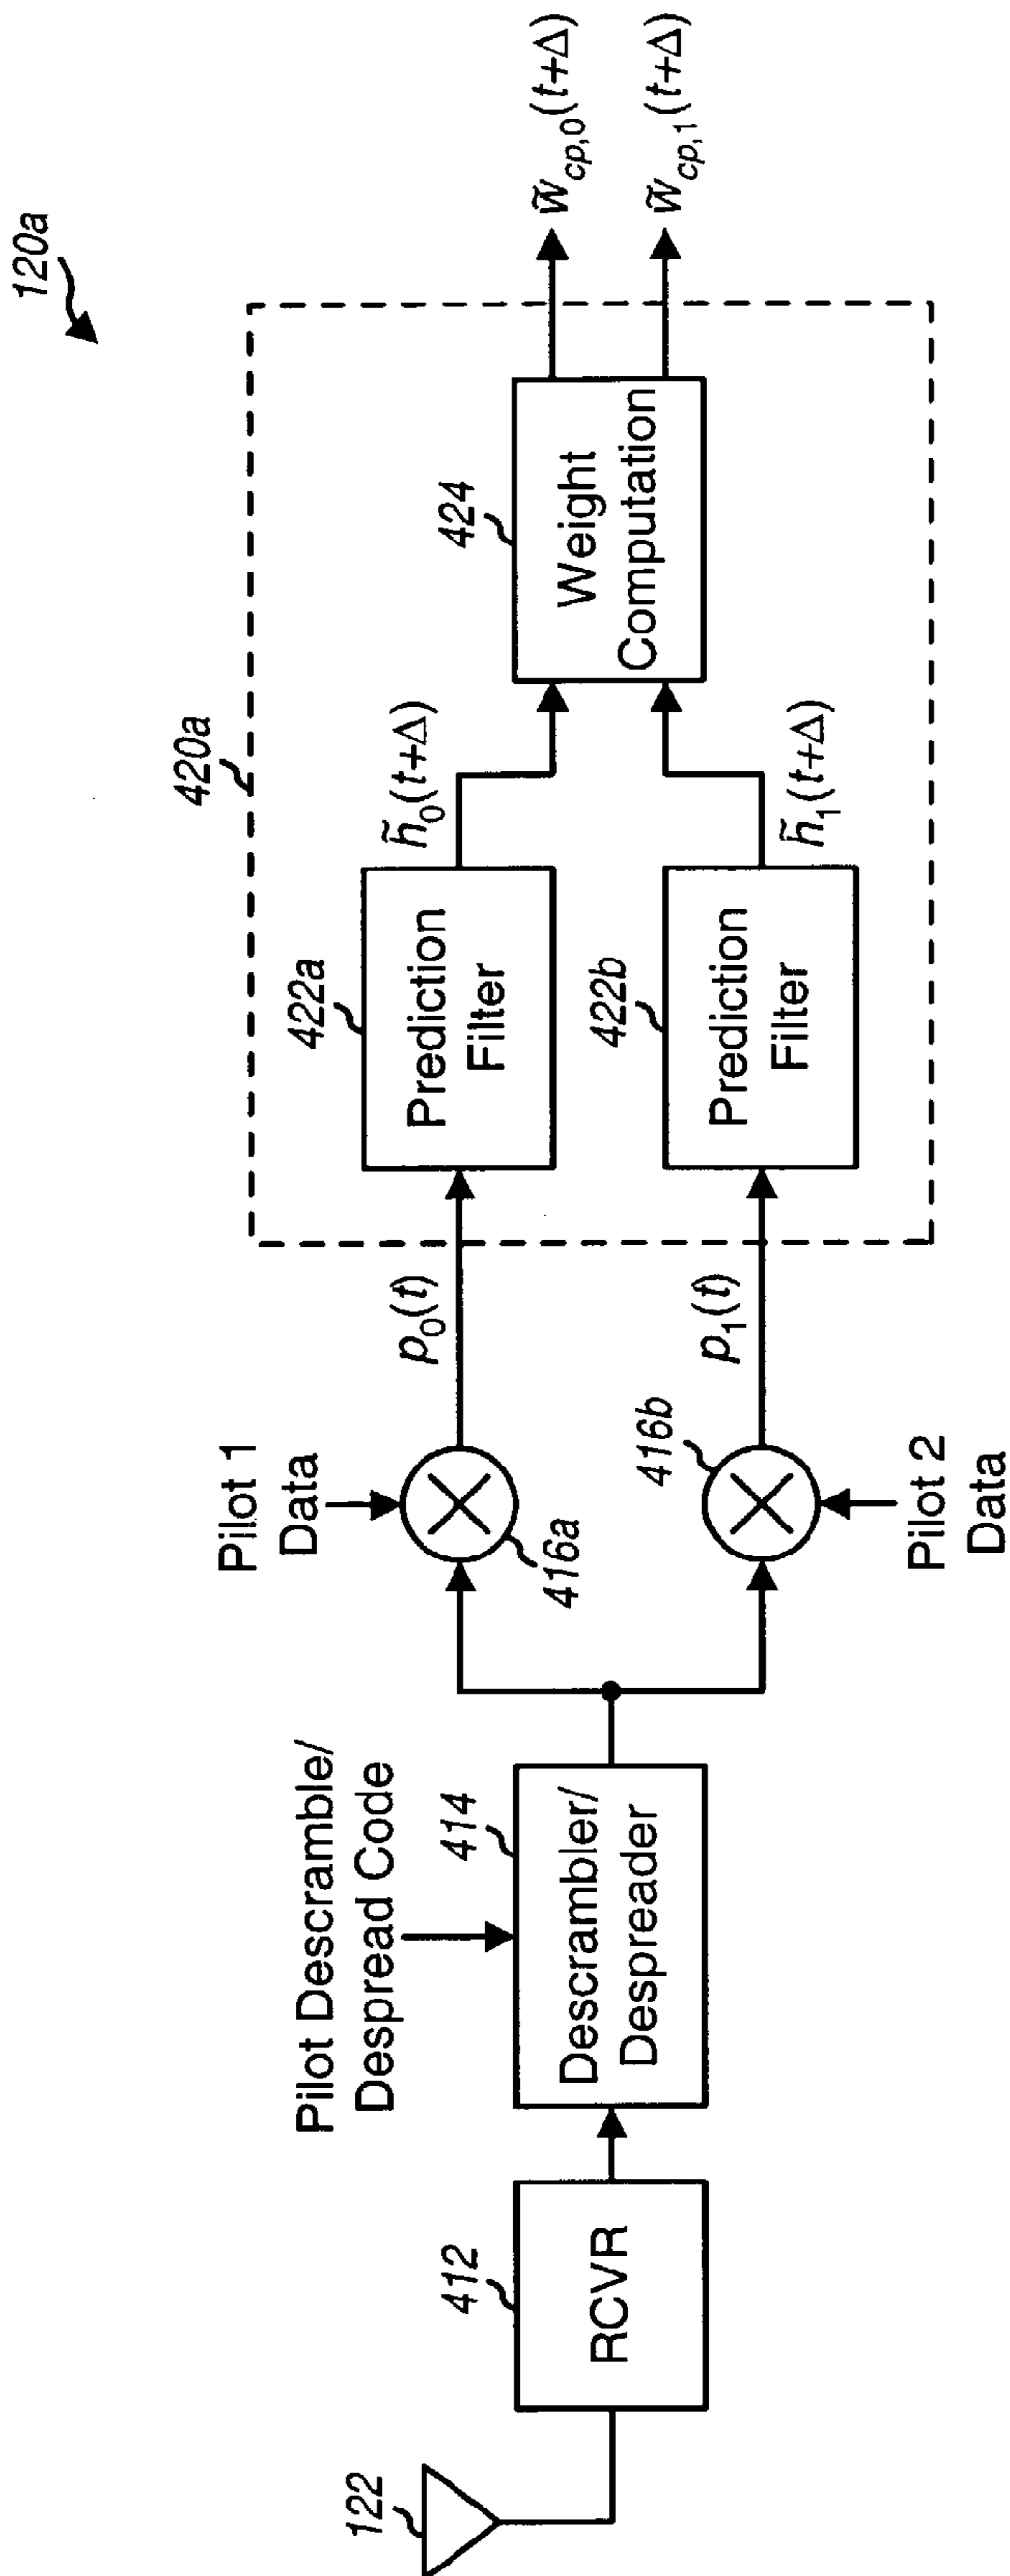 120a
122
412
RCVR
Pilot Descramble/
Despread Code
414
Descrambler/
Despreader
Pilot 1
Data
416a
p₀(t)
416b
p₁(t)
Pilot 2
Data
420a
422a
Prediction
Filter
h̃₀(t+Δ)
422b
Prediction
Filter
h̃₁(t+Δ)
424
Weight
Computation
w̃cp,0(t+Δ)
w̃cp,1(t+Δ)